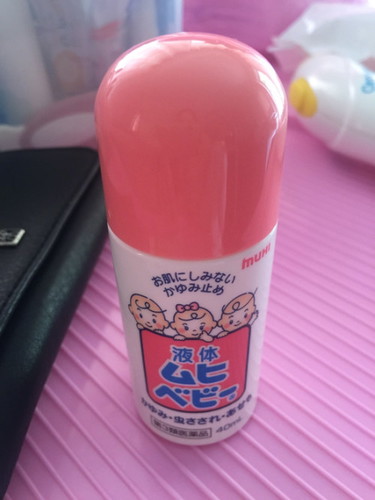 MUHI
お肌にしみない
かゆみ止め
液体
ムヒ
ベビー
かゆみ・虫さされ・あせも
第3類医薬品
40mL